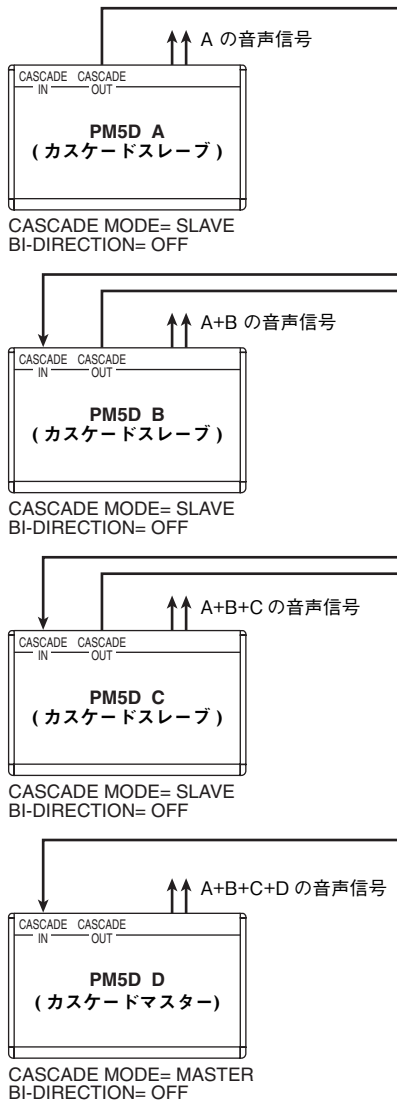 A の音声信号
CASCADE CASCADE
IN OUT
PM5D A
( カスケードスレーブ )
CASCADE MODE= SLAVE
BI-DIRECTION= OFF
A+B の音声信号
CASCADE CASCADE
IN OUT
PM5D B
( カスケードスレーブ )
CASCADE MODE= SLAVE
BI-DIRECTION= OFF
A+B+C の音声信号
CASCADE CASCADE
IN OUT
PM5D C
( カスケードスレーブ )
CASCADE MODE= SLAVE
BI-DIRECTION= OFF
A+B+C+D の音声信号
CASCADE CASCADE
IN OUT
PM5D D
( カスケードマスター)
CASCADE MODE= MASTER
BI-DIRECTION= OFF